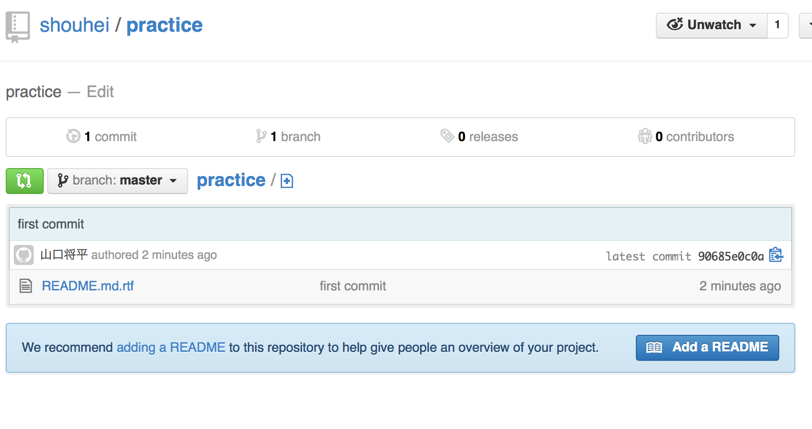 shouhei / practice
Unwatch 1
practice — Edit
1 commit 1 branch 0 releases 0 contributors
branch: master practice /
first commit
山口将平 authored 2 minutes ago latest commit 90685e0c0a
README.md.rtf first commit 2 minutes ago
We recommend adding a README to this repository to help give people an overview of your project. Add a README